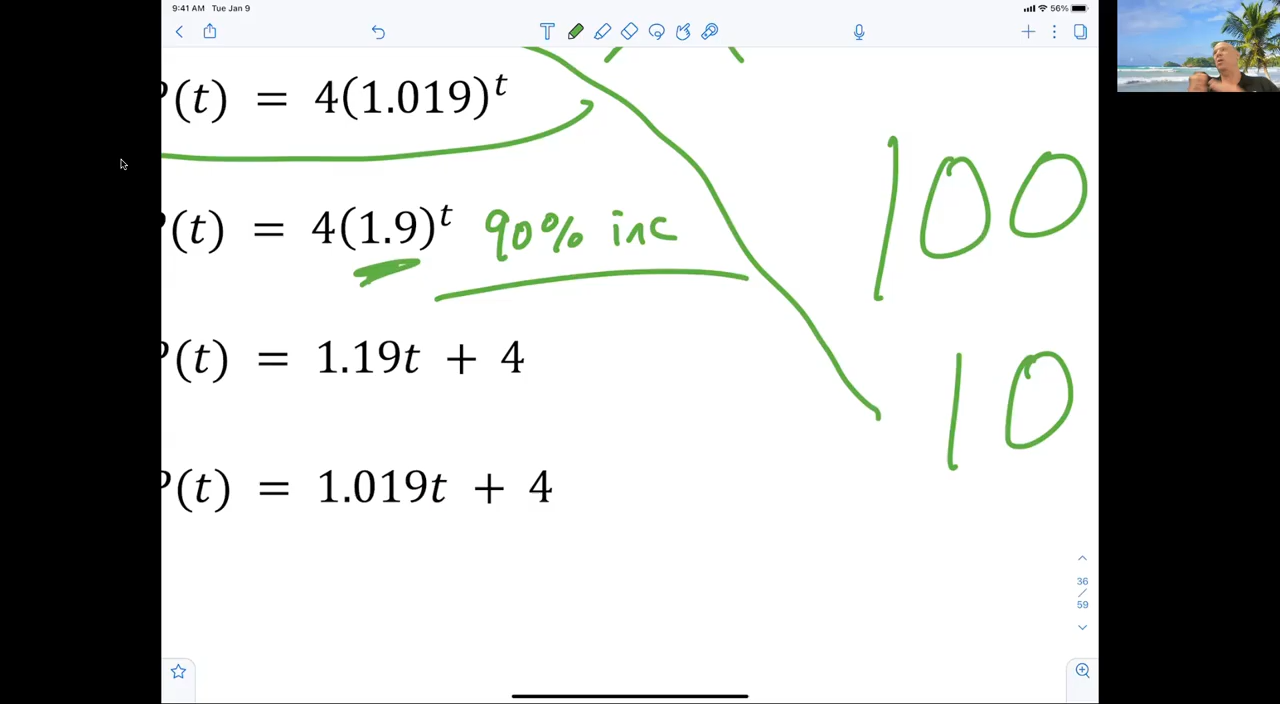 9:41 AM Tue Jan 9
56%
P(t) = 4(1.019)^t
P(t) = 4(1.9)^t 90% inc
P(t) = 1.19t + 4
P(t) = 1.019t + 4
100
10
36
/
59